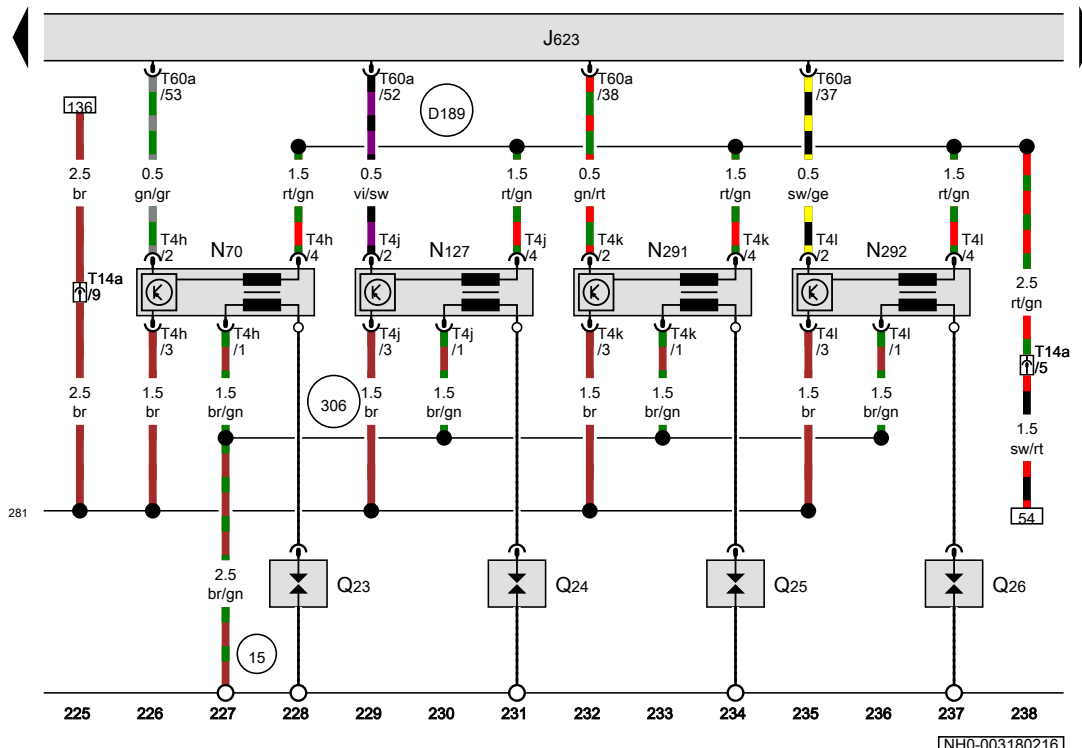 J623
T60a /53
T60a /52
T60a /38
T60a /37
136
D189
2.5 br
0.5 gn/gr
1.5 rt/gn
0.5 vi/sw
1.5 rt/gn
0.5 gn/rt
1.5 rt/gn
0.5 sw/ge
1.5 rt/gn
T4h /2
N70
T4h /4
T4j /2
N127
T4j /4
T4k /2
N291
T4k /4
T4l /2
N292
T4l /4
T14a /9
2.5 rt/gn
T4h /3
T4h /1
T4j /3
T4j /1
T4k /3
T4k /1
T4l /3
T4l /1
T14a /5
2.5 br
1.5 br
1.5 br/gn
306
1.5 br
1.5 br/gn
1.5 br
1.5 br/gn
1.5 br
1.5 br/gn
1.5 sw/rt
281
54
2.5 br/gn
Q23
Q24
Q25
Q26
15
225 226 227 228 229 230 231 232 233 234 235 236 237 238
NH0-003180216